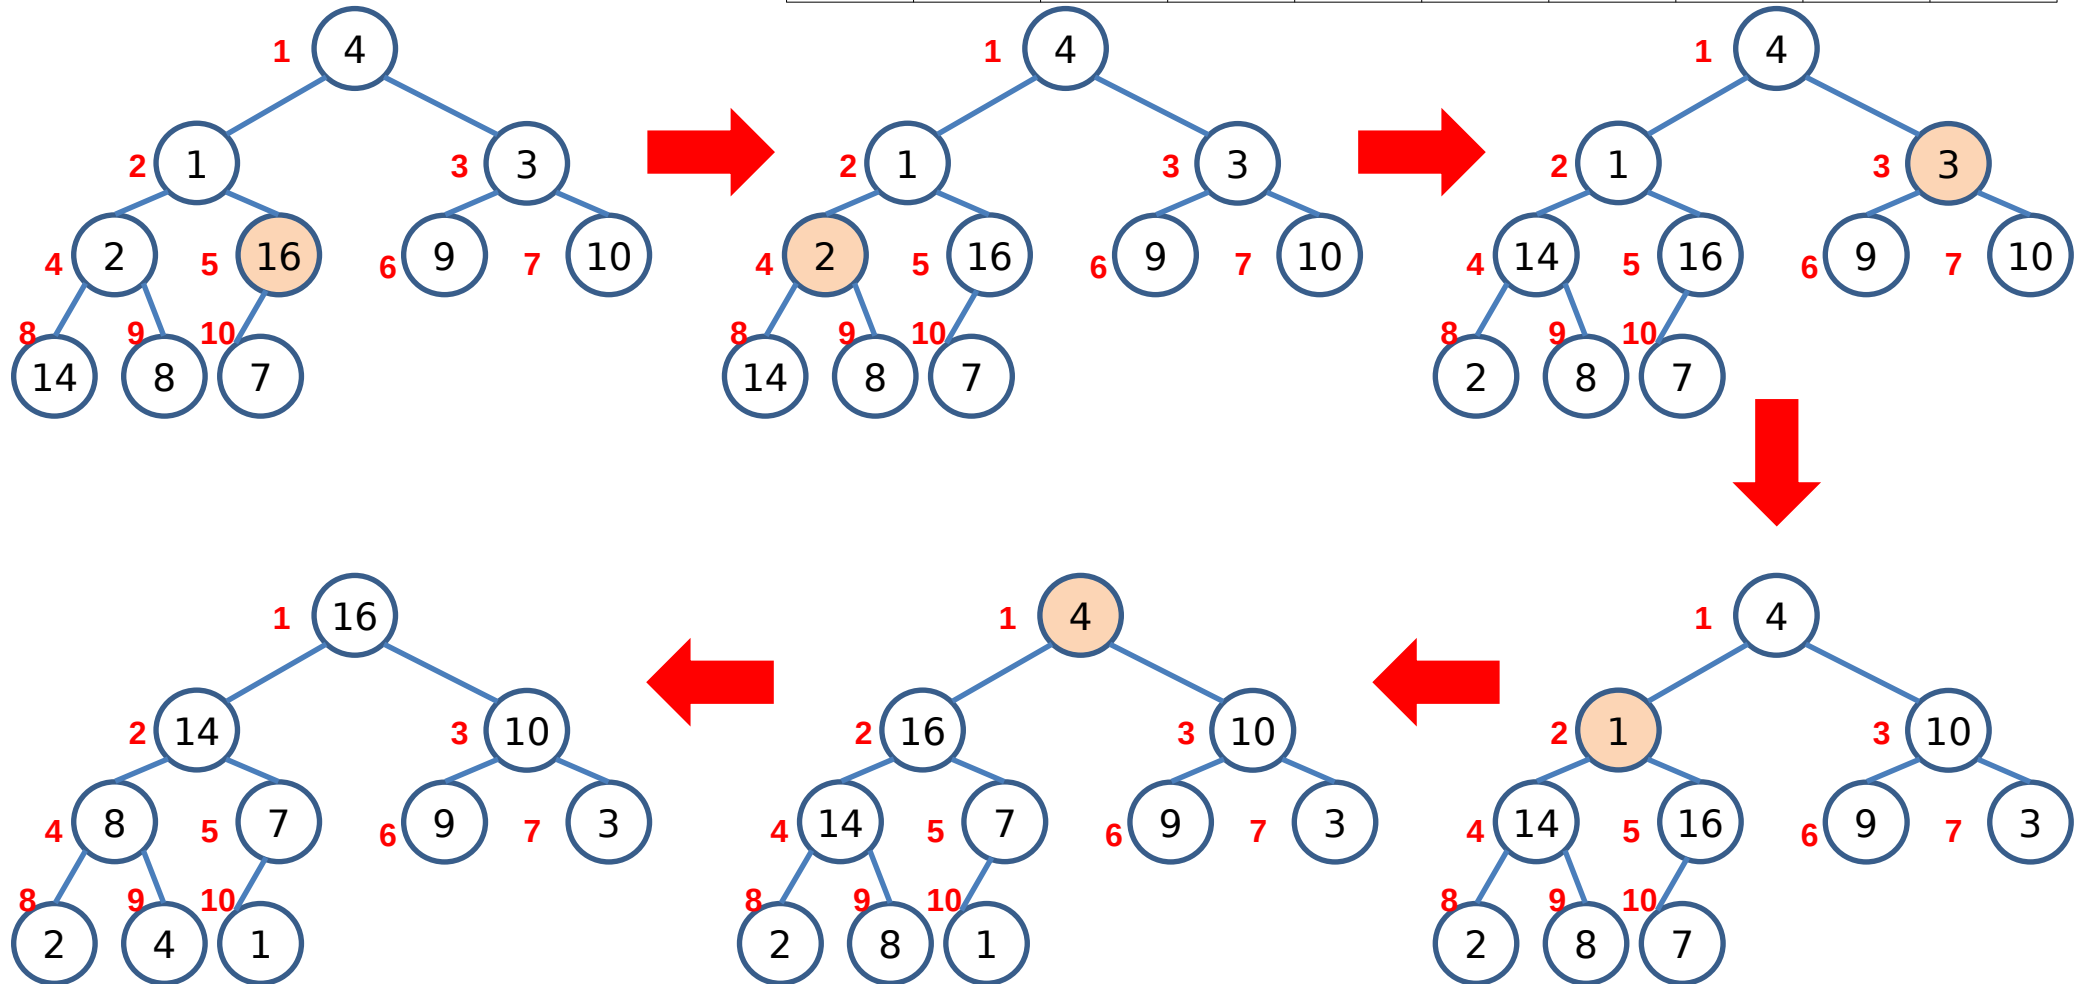 1 4 1 4 1 4
2 1 3 3 2 1 3 3 2 1 3 3
4 2 5 16 6 9 7 10 4 2 5 16 6 9 7 10 4 14 5 16 6 9 7 10
8 9 10 8 9 10 8 9 10
14 8 7 14 8 7 2 8 7
1 16 1 4 1 4
2 14 3 10 2 16 3 10 2 1 3 10
4 8 5 7 6 9 7 3 4 14 5 7 6 9 7 3 4 14 5 16 6 9 7 3
8 9 10 8 9 10 8 9 10
2 4 1 2 8 1 2 8 7